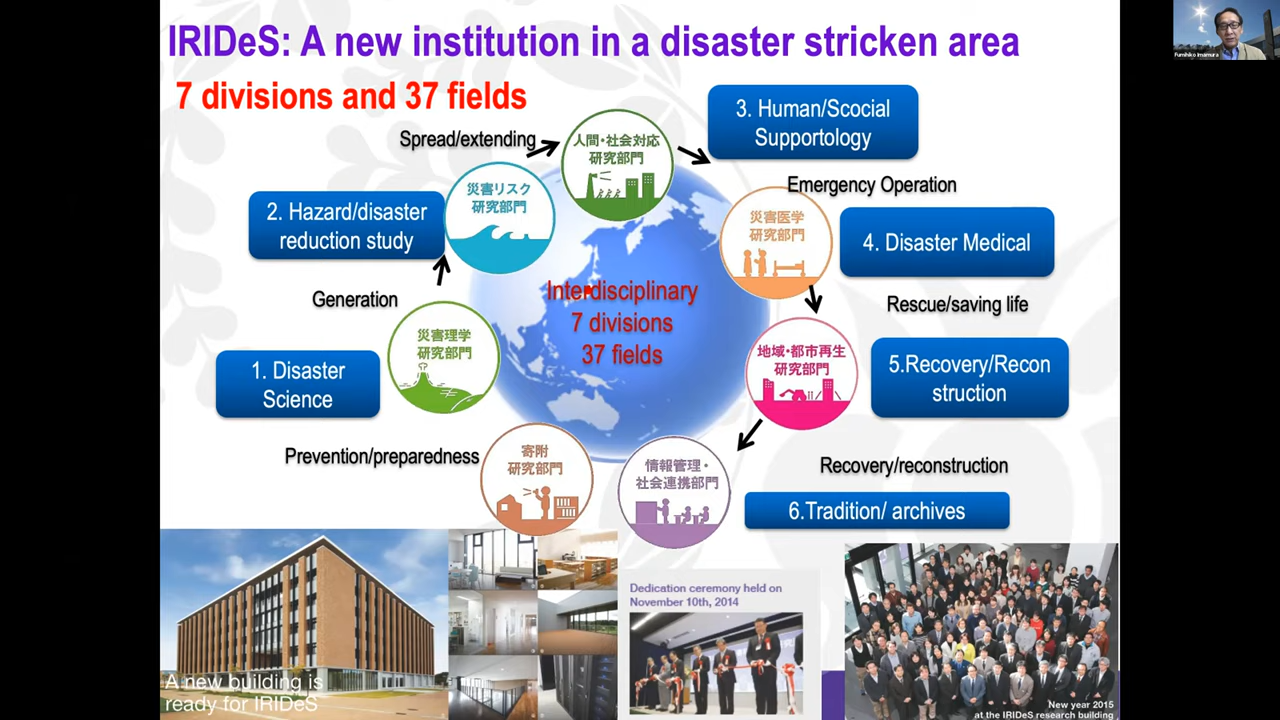 IRIDeS: A new institution in a disaster stricken area
Fumihiko Imamura
7 divisions and 37 fields
Spread/extending
人間・社会対応
研究部門
3. Human/Scocial
Supportology
災害リスク
研究部門
2. Hazard/disaster
reduction study
Emergency Operation
災害医学
研究部門
4. Disaster Medical
Interdisciplinary
7 divisions
37 fields
Generation
Rescue/saving life
災害理学
研究部門
1. Disaster
Science
地域・都市再生
研究部門
5.Recovery/Recon
struction
Prevention/preparedness
寄附
研究部門
情報管理・
社会連携部門
Recovery/reconstruction
6.Tradition/ archives
A new building is
ready for IRIDeS
Dedication ceremony held on
November 10th, 2014
New year 2015
at the IRIDeS research building